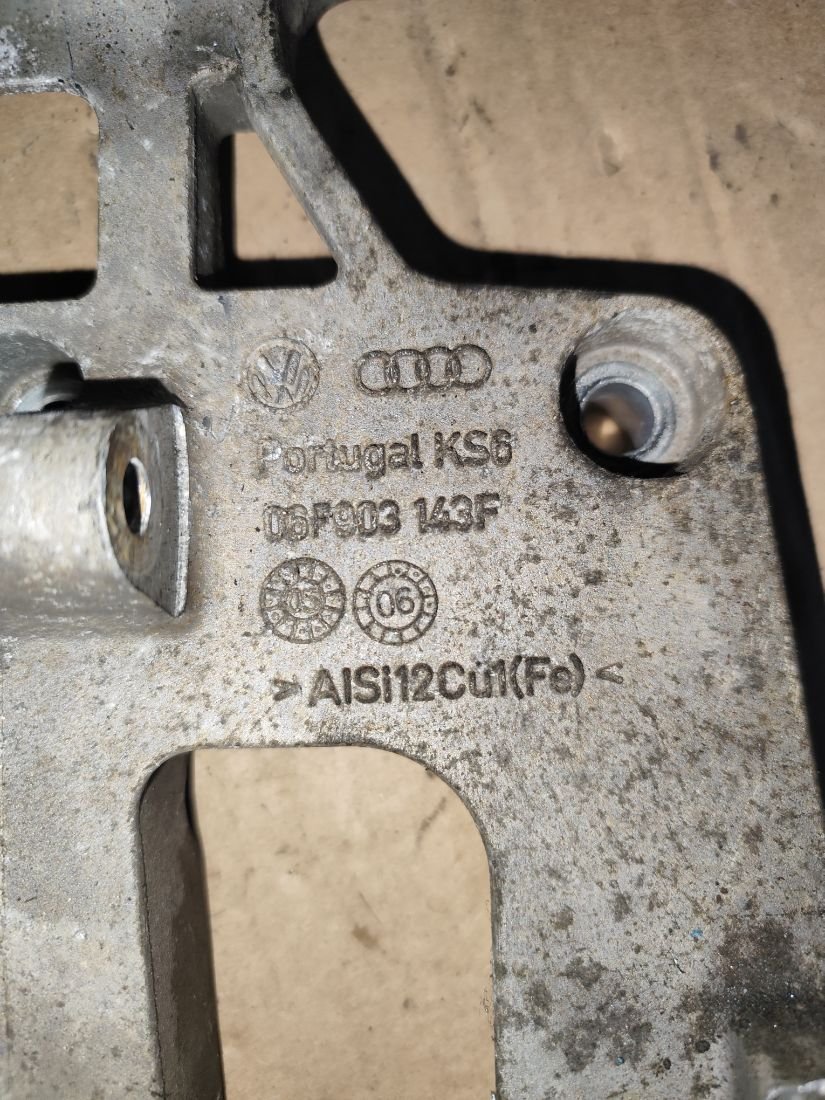 Portugal KS6
06F903 143F
05 06
>AlSi12Cu1(Fe)<